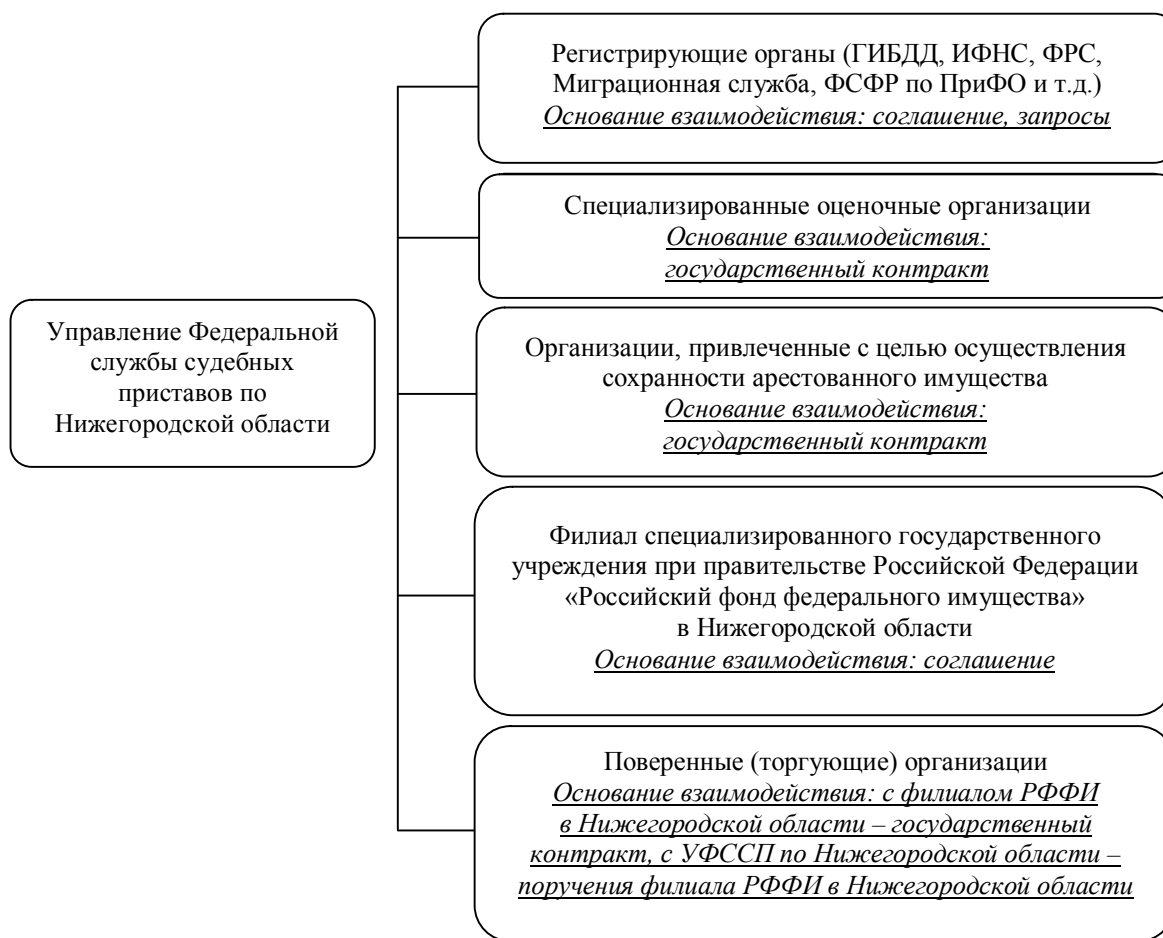 Регистрирующие органы (ГИБДД, ИФНС, ФРС,
Миграционная служба, ФСФР по ПриФО и т.д.)
Основание взаимодействия: соглашение, запросы
Специализированные оценочные организации
Основание взаимодействия:
государственный контракт
Управление Федеральной
службы судебных
приставов по
Нижегородской области
Организации, привлеченные с целью осуществления
сохранности арестованного имущества
Основание взаимодействия:
государственный контракт
Филиал специализированного государственного
учреждения при правительстве Российской Федерации
«Российский фонд федерального имущества»
в Нижегородской области
Основание взаимодействия: соглашение
Поверенные (торгующие) организации
Основание взаимодействия: с филиалом РФФИ
в Нижегородской области – государственный
контракт, с УФССП по Нижегородской области –
поручения филиала РФФИ в Нижегородской области